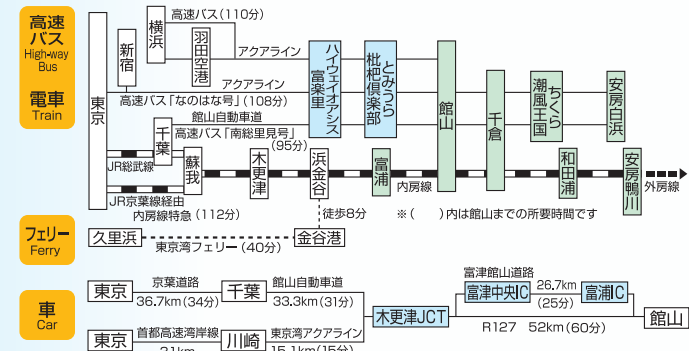 高速
バス
High-way
Bus
電車
Train
東京
新宿
横浜
高速バス(110分)
羽田空港
アクアライン
アクアライン
高速バス「なのはな号」(108分)
館山自動車道
千葉
高速バス「南総里見号」
(95分)
ハイウェイオアシス
富楽里
とみうら
枇杷倶楽部
館山
千倉
ちくら
潮風王国
安房白浜
JR総武線
蘇我
木更津
浜金谷
富浦
内房線
和田浦
安房鴨川
外房線
JR京葉線経由
内房線特急(112分)
徒歩8分
※( )内は館山までの所要時間です
フェリー
Ferry
久里浜
東京湾フェリー(40分)
金谷港
車
Car
東京
京葉道路
36.7km(34分)
千葉
館山自動車道
33.3km(31分)
木更津JCT
富津館山道路
富津中央IC
26.7km
(25分)
富浦IC
R127 52km(60分)
館山
東京
首都高速湾岸線
21km
川崎
東京湾アクアライン
15.1km(15分)